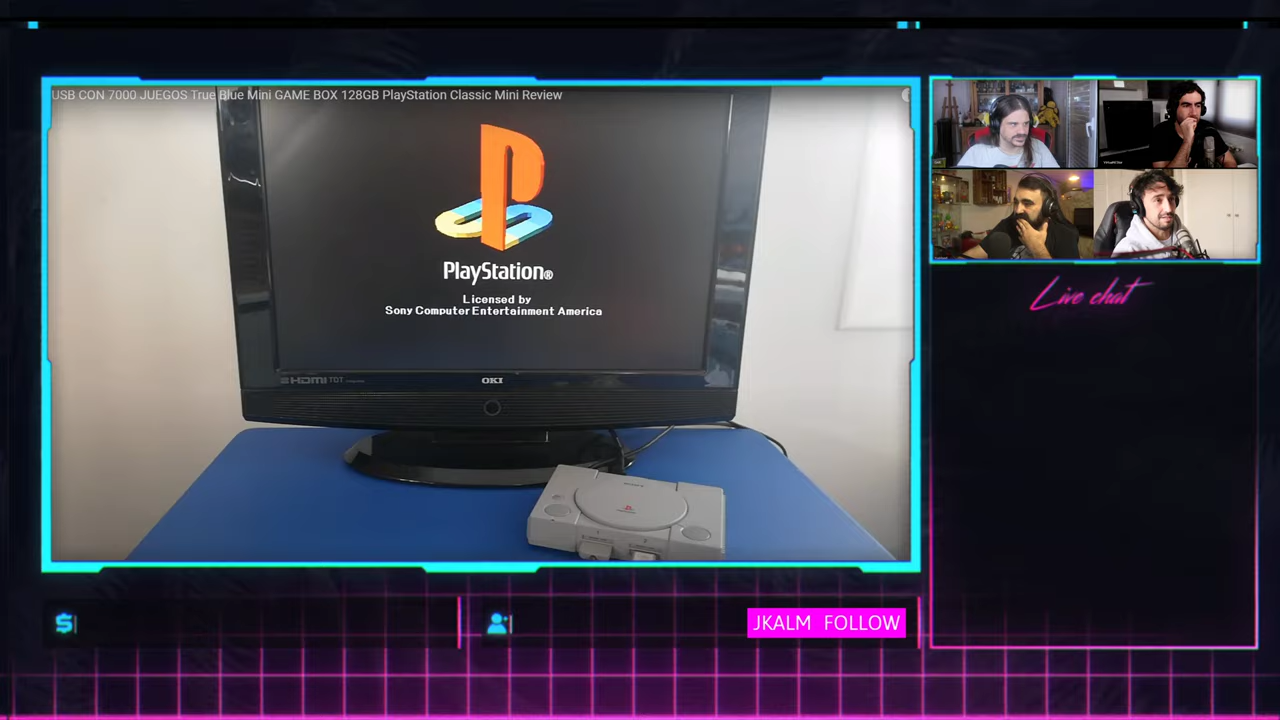 USB CON 7000 JUEGOS True Blue Mini GAME BOX 128GB PlayStation Classic Mini Review
PlayStation®
Licensed by
Sony Computer Entertainment America
HDMI TDT
OKI
Live chat
$
JKALM FOLLOW